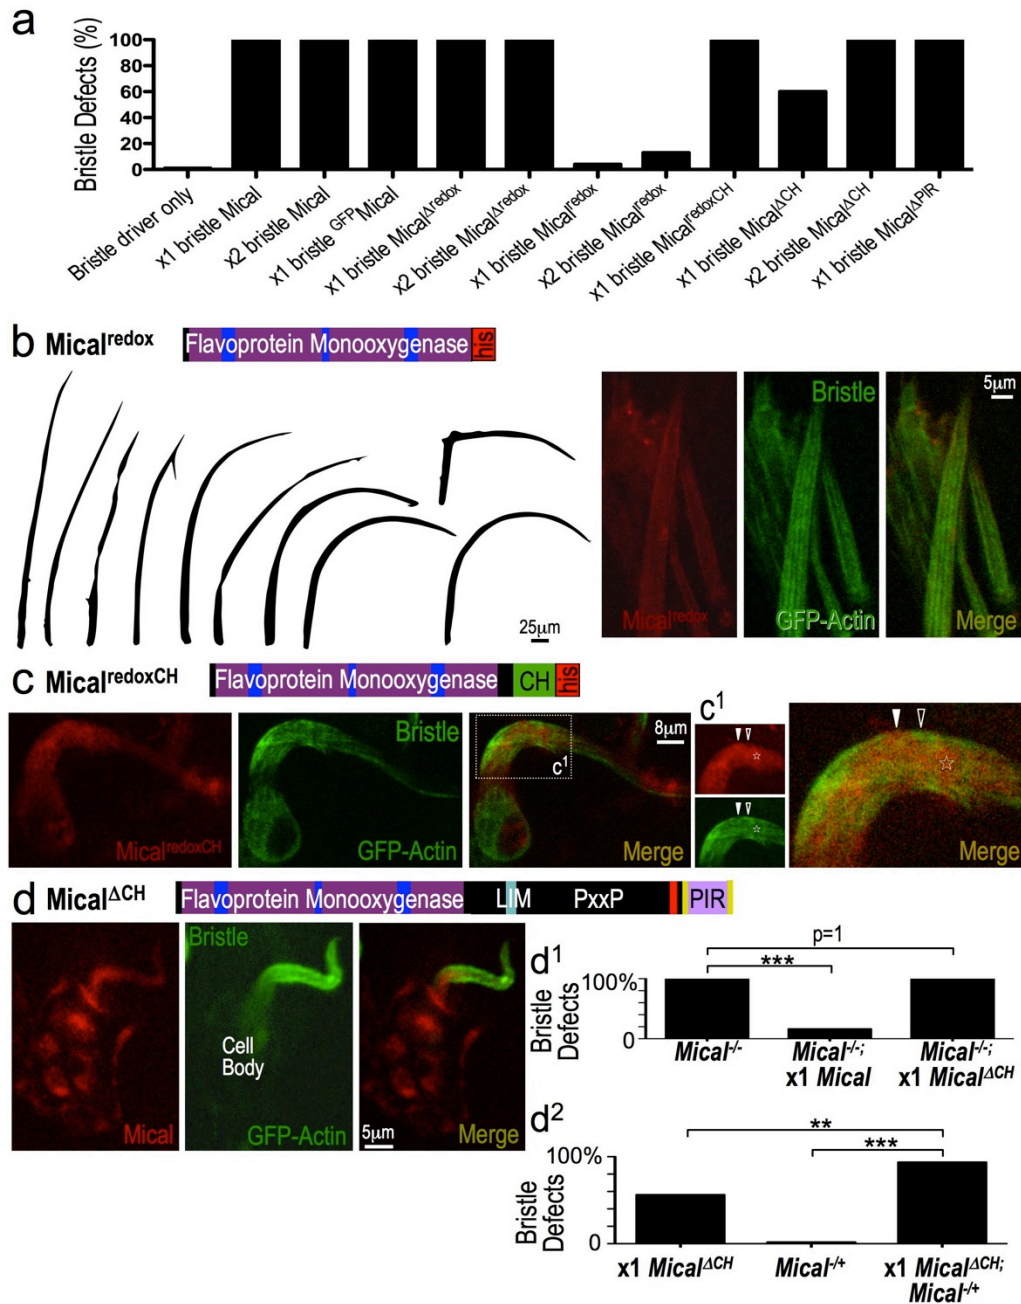 a
Bristle Defects (%)
100
80
60
40
20
0
Bristle driver only
x1 bristle Mical
x2 bristle Mical
x1 bristle GFPMical
x1 bristle MicalΔredox
x2 bristle MicalΔredox
x1 bristle Micalredox
x2 bristle Micalredox
x1 bristle MicalredoxCH
x1 bristle MicalΔCH
x2 bristle MicalΔCH
x1 bristle MicalΔPIR
b Micalredox
Flavoprotein Monooxygenase his
25μm
Micalredox
Bristle
GFP-Actin
5μm
Merge
c MicalredoxCH
Flavoprotein Monooxygenase CH his
MicalredoxCH
Bristle
GFP-Actin
8μm
c1
Merge
c1
Merge
d MicalΔCH
Flavoprotein Monooxygenase LIM PxxP PIR
Mical
Bristle
Cell
Body
GFP-Actin
5μm
Merge
d1
p=1
***
Bristle
Defects
100%
0
Mical-/-
Mical-/-;
x1 Mical
Mical-/-;
x1 MicalΔCH
d2
**
***
Bristle
Defects
100%
0
x1 MicalΔCH
Mical-/+
x1 MicalΔCH;
Mical-/+